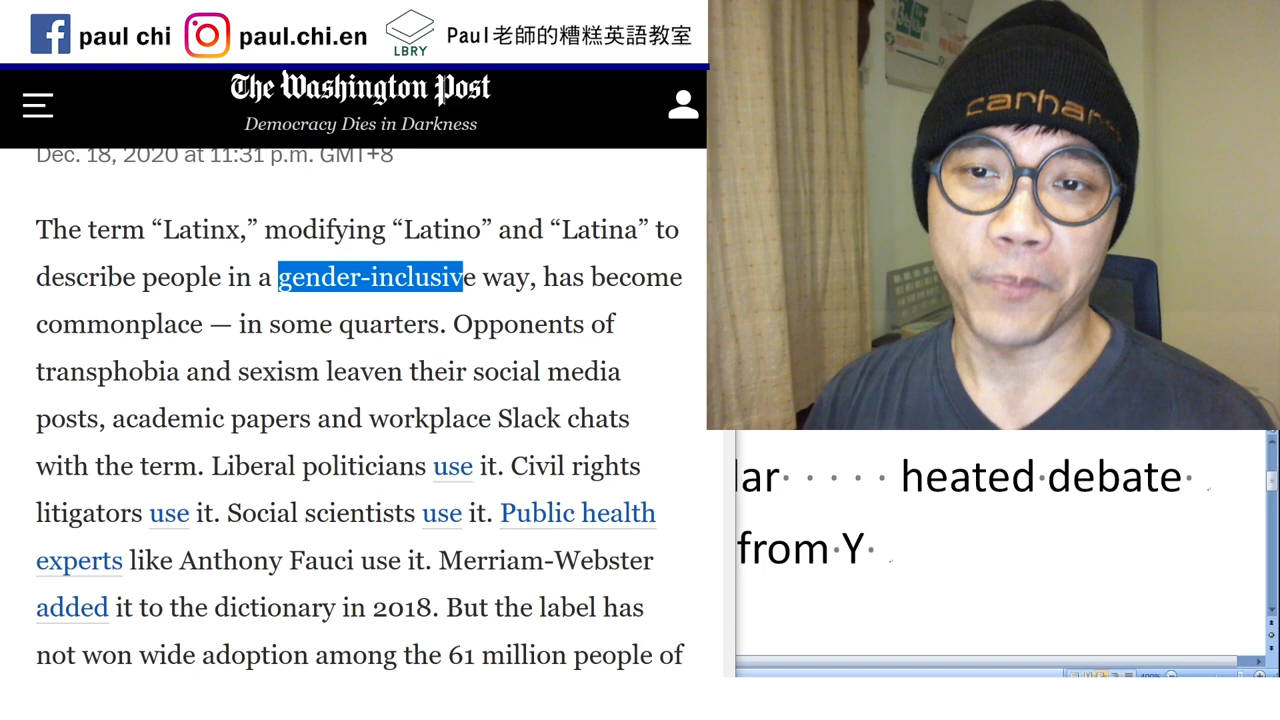 paul chi paul.chi.en LBRY Paul老師的糟糕英語教室
The Washington Post
Democracy Dies in Darkness
Dec. 18, 2020 at 11:31 p.m. GMT+8
The term “Latinx,” modifying “Latino” and “Latina” to
describe people in a gender-inclusive way, has become
commonplace — in some quarters. Opponents of
transphobia and sexism leaven their social media
posts, academic papers and workplace Slack chats
with the term. Liberal politicians use it. Civil rights
litigators use it. Social scientists use it. Public health
experts like Anthony Fauci use it. Merriam-Webster
added it to the dictionary in 2018. But the label has
not won wide adoption among the 61 million people of
carhar
lar heated debate
from Y